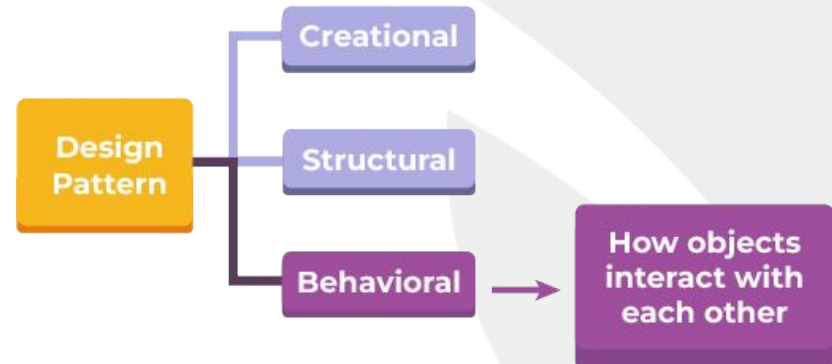 Creational
Design
Pattern
Structural
Behavioral
How objects
interact with
each other